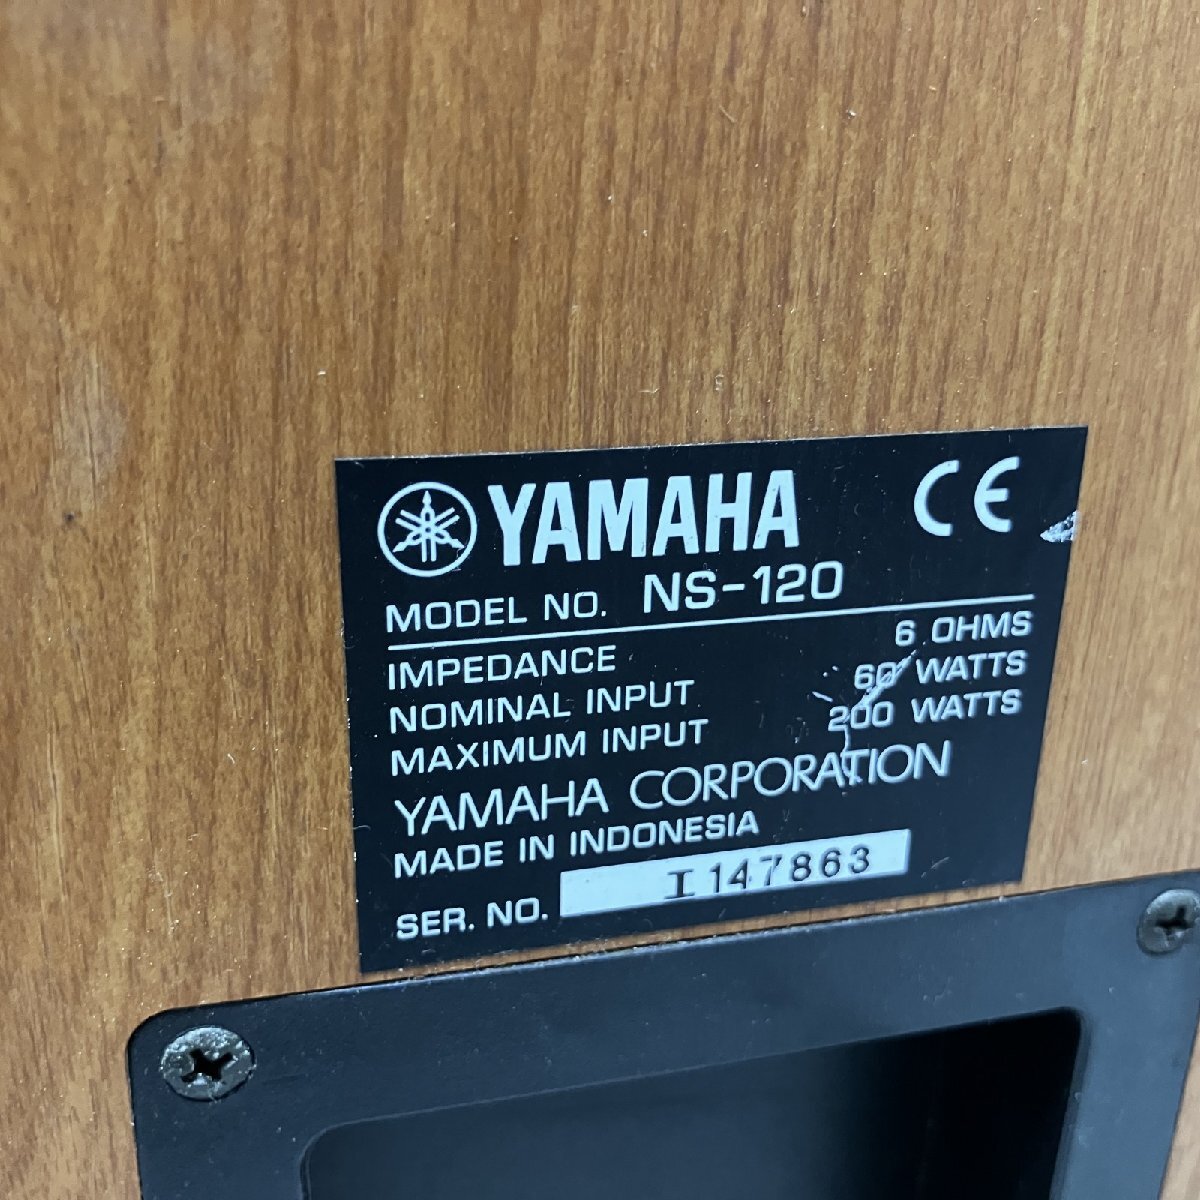 YAMAHA CE
MODEL NO. NS-120
IMPEDANCE 6 OHMS
NOMINAL INPUT 60 WATTS
MAXIMUM INPUT 200 WATTS
YAMAHA CORPORATION
MADE IN INDONESIA
SER. NO. I147863